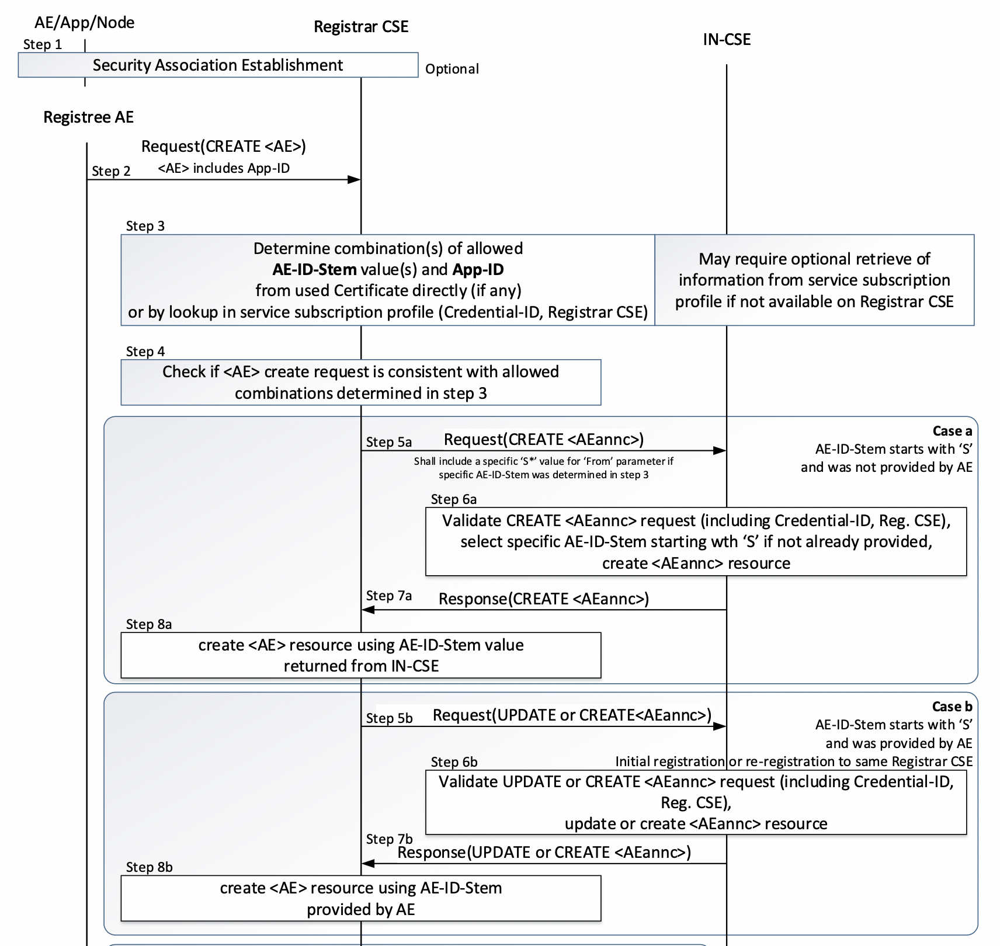 AE/App/Node
Registrar CSE
IN-CSE
Step 1
Security Association Establishment
Optional
Registree AE
Request(CREATE <AE>)
Step 2
<AE> includes App-ID
Step 3
Determine combination(s) of allowed
AE-ID-Stem value(s) and App-ID
from used Certificate directly (if any)
or by lookup in service subscription profile (Credential-ID, Registrar CSE)
May require optional retrieve of
information from service subscription
profile if not available on Registrar CSE
Step 4
Check if <AE> create request is consistent with allowed
combinations determined in step 3
Case a
AE-ID-Stem starts with ‘S’
and was not provided by AE
Step 5a
Request(CREATE <AEannc>)
Shall include a specific ‘S*’ value for ‘From’ parameter if
specific AE-ID-Stem was determined in step 3
Step 6a
Validate CREATE <AEannc> request (including Credential-ID, Reg. CSE),
select specific AE-ID-Stem starting wth ‘S’ if not already provided,
create <AEannc> resource
Step 7a
Response(CREATE <AEannc>)
Step 8a
create <AE> resource using AE-ID-Stem value
returned from IN-CSE
Case b
AE-ID-Stem starts with ‘S’
and was provided by AE
Initial registration or re-registration to same Registrar CSE
Step 5b
Request(UPDATE or CREATE<AEannc>)
Step 6b
Validate UPDATE or CREATE <AEannc> request (including Credential-ID,
Reg. CSE),
update or create <AEannc> resource
Step 7b
Response(UPDATE or CREATE <AEannc>)
Step 8b
create <AE> resource using AE-ID-Stem
provided by AE